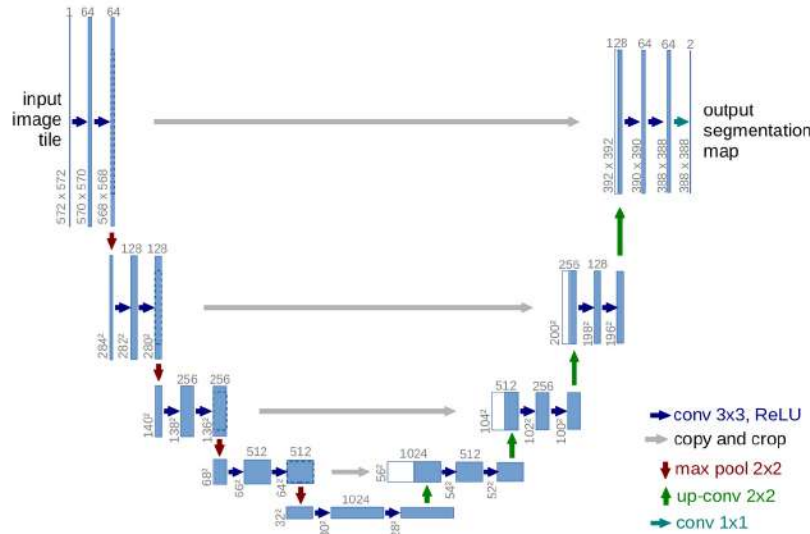 1 64 64
128 64 64 2
input
image
tile
output
segmentation
map
572 x 572
570 x 570
568 x 568
392 x 392
390 x 390
388 x 388
388 x 388
128 128
256 128
284²
282²
280²
200²
198²
196²
256 256
512 256
140²
138²
136²
104²
102²
100²
512 512
1024 512
68²
66²
64²
56²
54²
52²
1024
32²
conv 3x3, ReLU
copy and crop
max pool 2x2
up-conv 2x2
conv 1x1